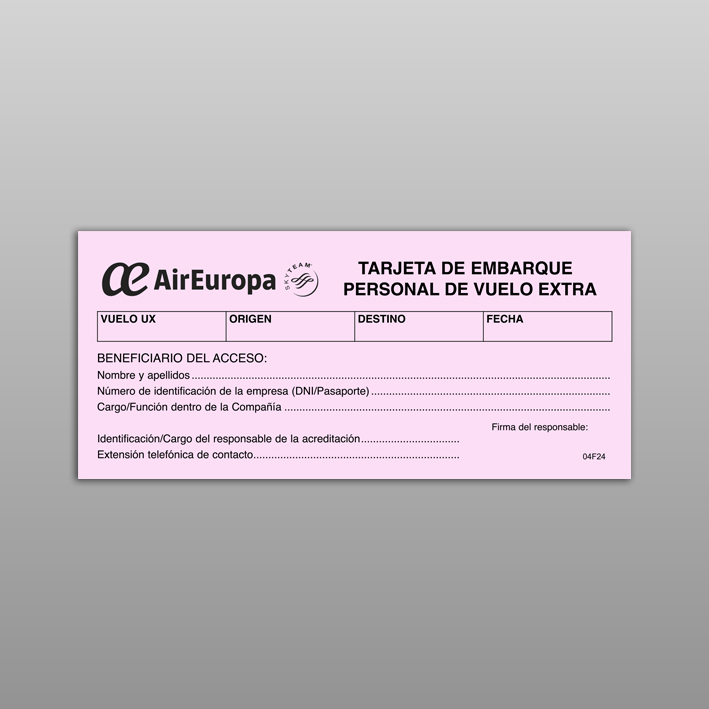 æ AirEuropa
SKYTEAM
TARJETA DE EMBARQUE
PERSONAL DE VUELO EXTRA
VUELO UX ORIGEN DESTINO FECHA
BENEFICIARIO DEL ACCESO:
Nombre y apellidos
Número de identificación de la empresa (DNI/Pasaporte)
Cargo/Función dentro de la Compañía
Firma del responsable:
Identificación/Cargo del responsable de la acreditación
Extensión telefónica de contacto
04F24